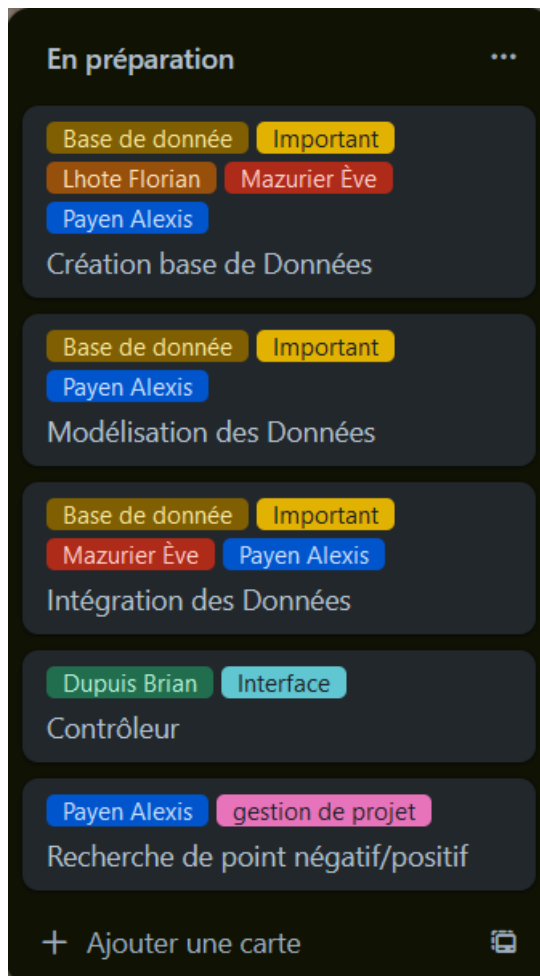 En préparation
Base de donnée Important
Lhote Florian Mazurier Ève
Payen Alexis
Création base de Données
Base de donnée Important
Payen Alexis
Modélisation des Données
Base de donnée Important
Mazurier Ève Payen Alexis
Intégration des Données
Dupuis Brian Interface
Contrôleur
Payen Alexis gestion de projet
Recherche de point négatif/positif
+ Ajouter une carte